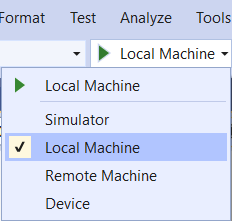 Format Test Analyze Tools
Local Machine
Local Machine
Simulator
Local Machine
Remote Machine
Device